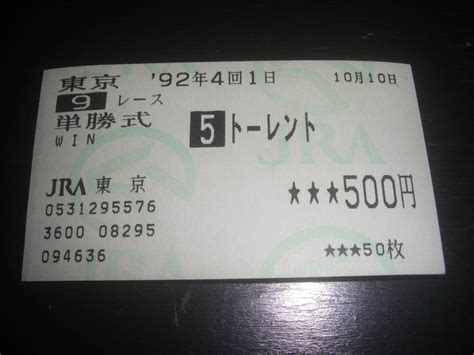 東京 '92年4回1日 10月10日
9 レース
単勝式 5 トーレント
WIN
JRA 東京 ★★★500円
0531295576
3600 08295
094636 ★★★50枚
JRA
JRA